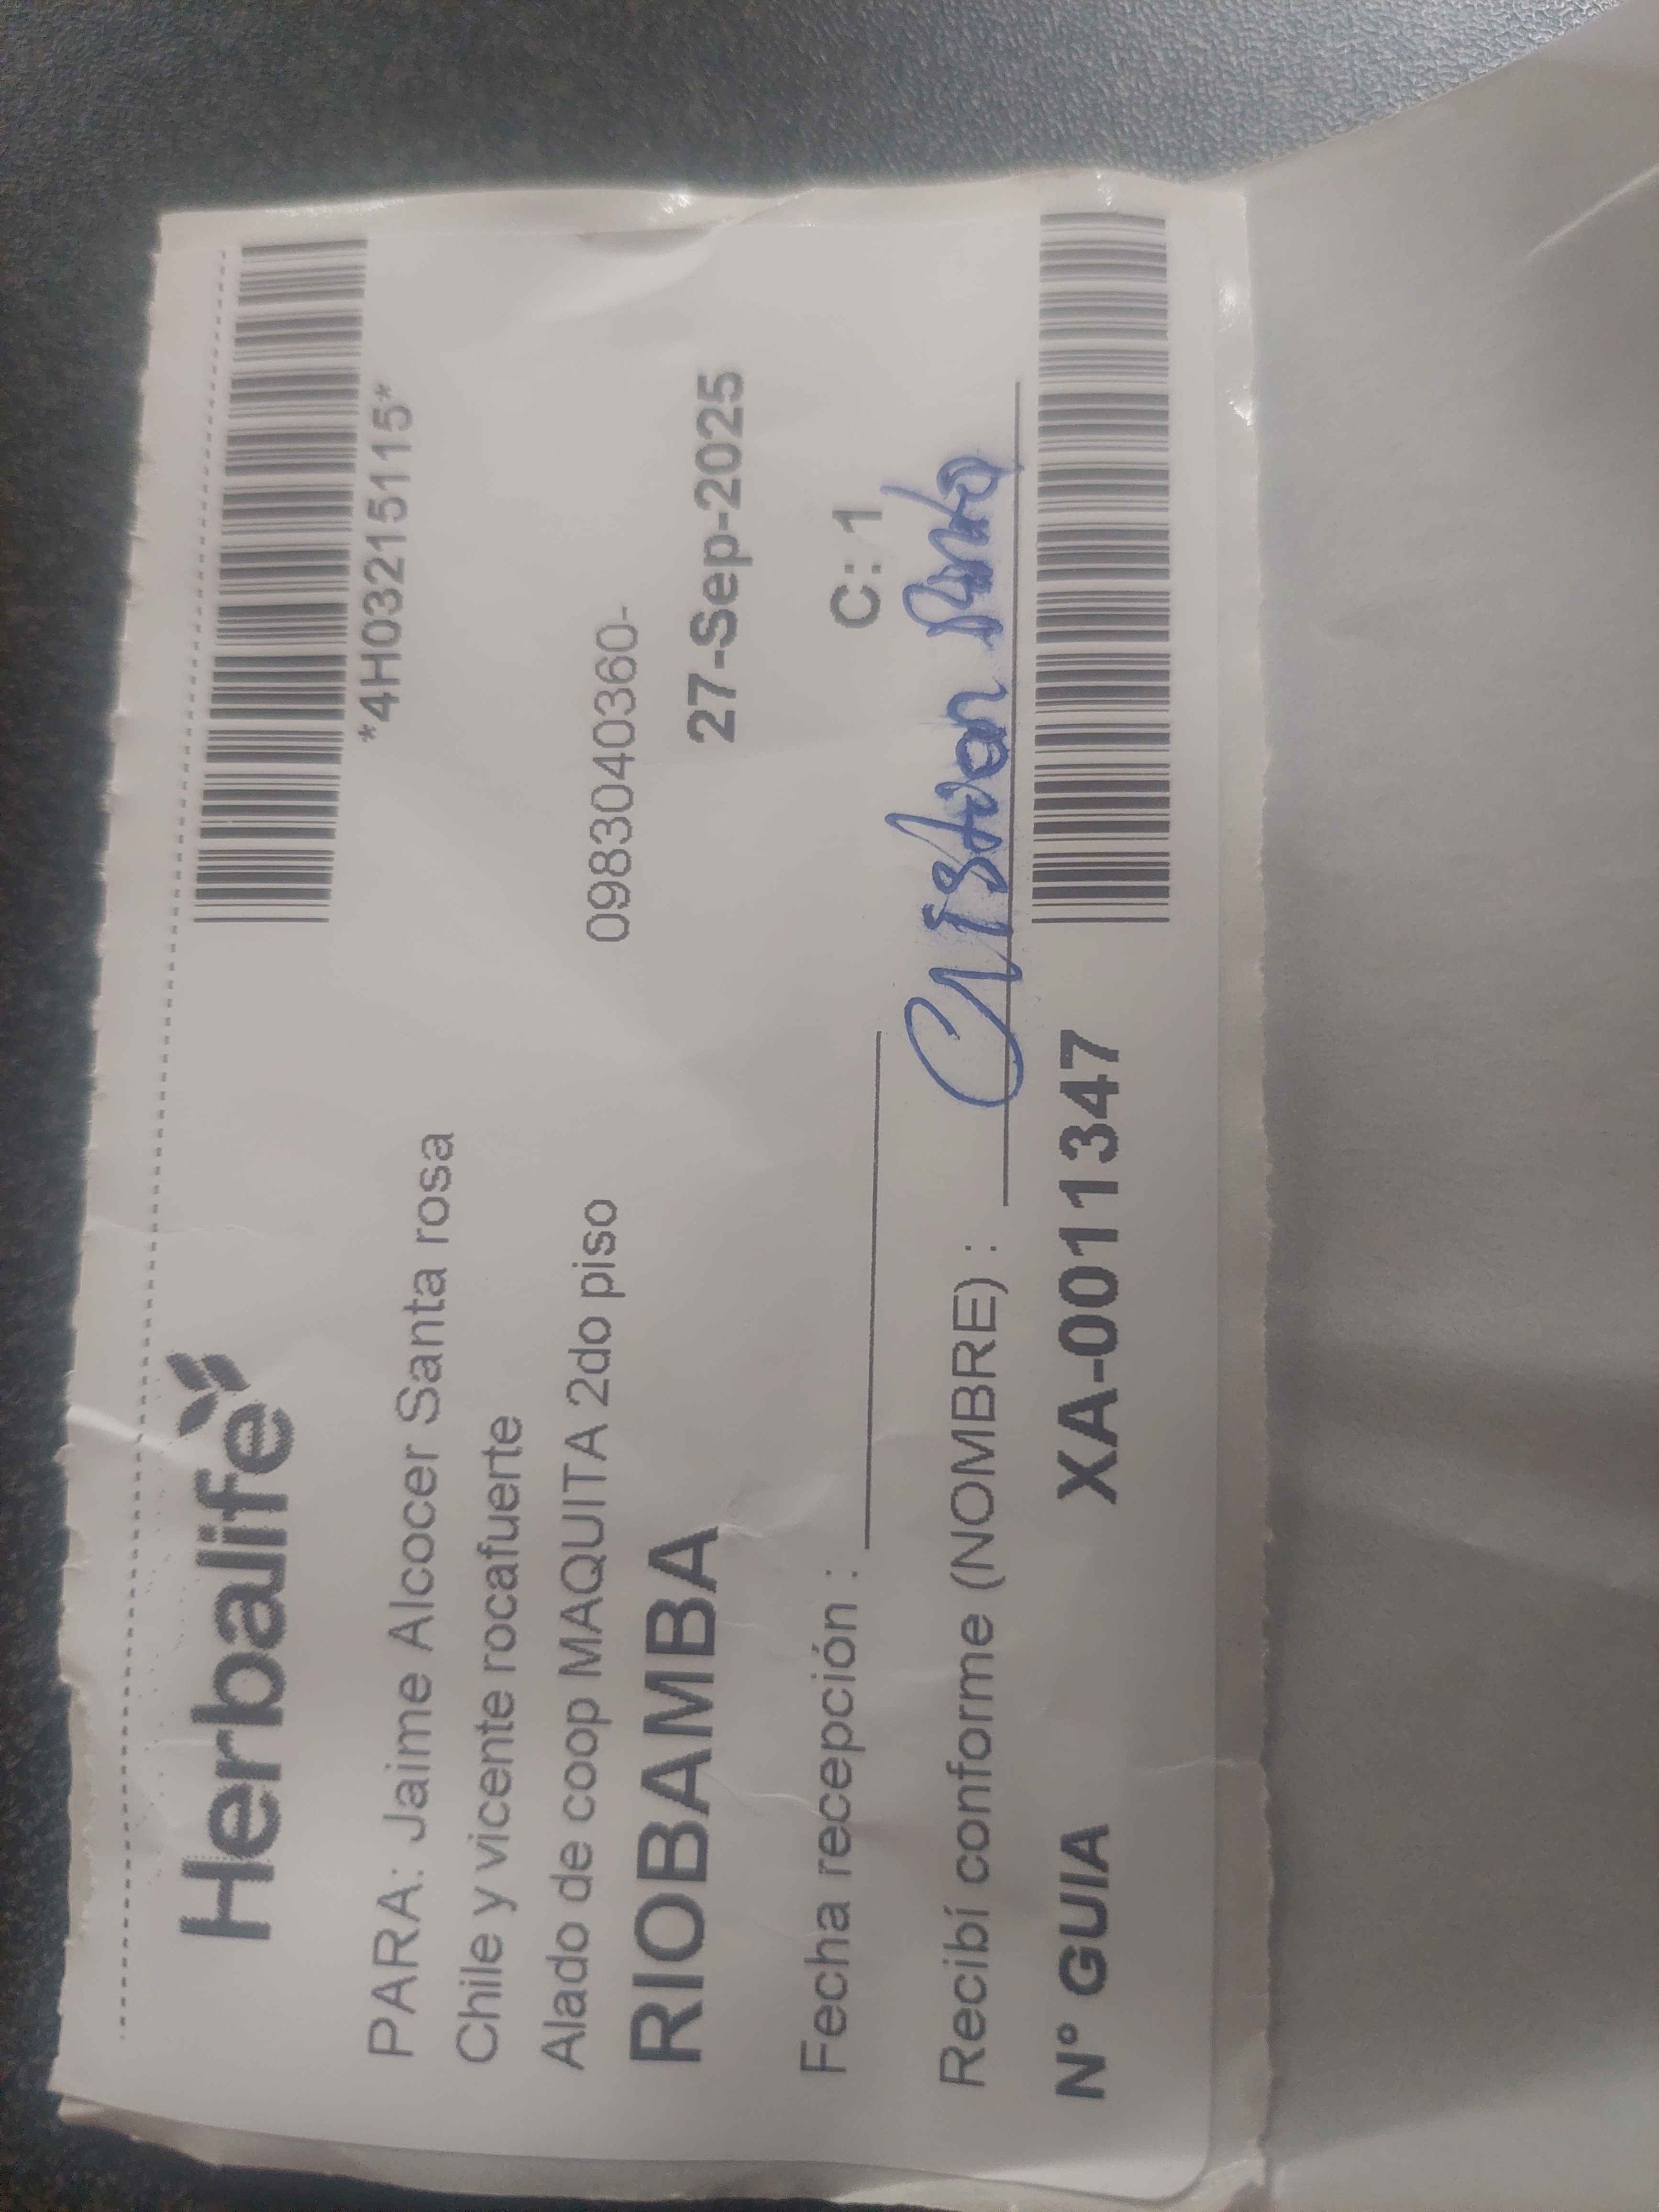 Herbalife
*4H03215115*
PARA: Jaime Alcocer Santa rosa
Chile y vicente rocafuerte
Alado de coop MAQUITA 2do piso
0983040360-
RIOBAMBA
27-Sep-2025
Fecha recepción :
C: 1
Recibí conforme (NOMBRE) : Cristian
N° GUIA XA-0011347